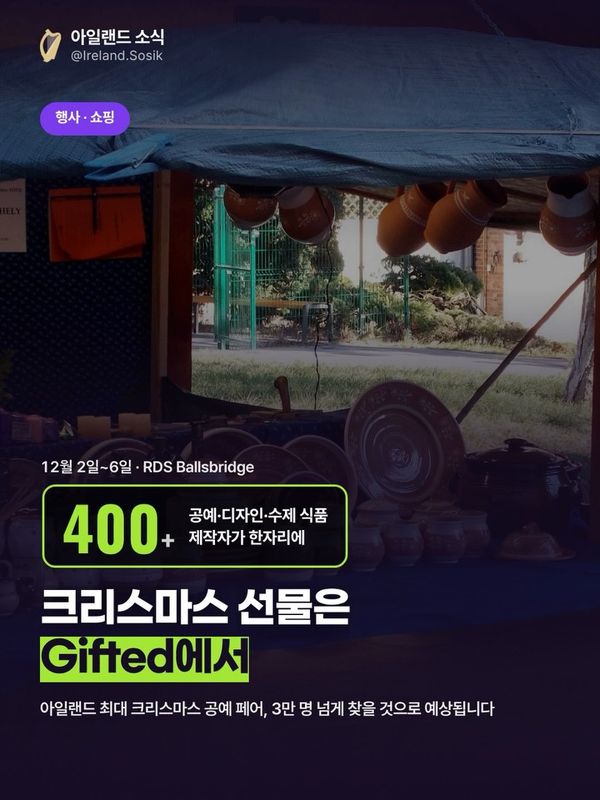 아일랜드 소식
@Ireland.Sosik
행사 · 쇼핑
HELY
12월 2일~6일 · RDS Ballsbridge
400+
공예·디자인·수제 식품
제작자가 한자리에
크리스마스 선물은
Gifted에서
아일랜드 최대 크리스마스 공예 페어, 3만 명 넘게 찾을 것으로 예상됩니다